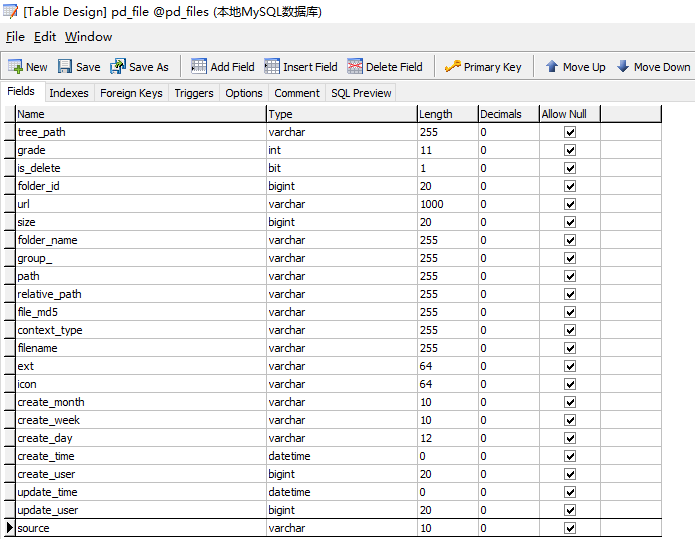 [Table Design] pd_file @pd_files (本地MySQL数据库)
File Edit Window
New Save Save As Add Field Insert Field Delete Field Primary Key Move Up Move Down
Fields Indexes Foreign Keys Triggers Options Comment SQL Preview
Name Type Length Decimals Allow Null
tree_path varchar 255 0
grade int 11 0
is_delete bit 1 0
folder_id bigint 20 0
url varchar 1000 0
size bigint 20 0
folder_name varchar 255 0
group_ varchar 255 0
path varchar 255 0
relative_path varchar 255 0
file_md5 varchar 255 0
context_type varchar 255 0
filename varchar 255 0
ext varchar 64 0
icon varchar 64 0
create_month varchar 10 0
create_week varchar 10 0
create_day varchar 12 0
create_time datetime 0 0
create_user bigint 20 0
update_time datetime 0 0
update_user bigint 20 0
source varchar 10 0